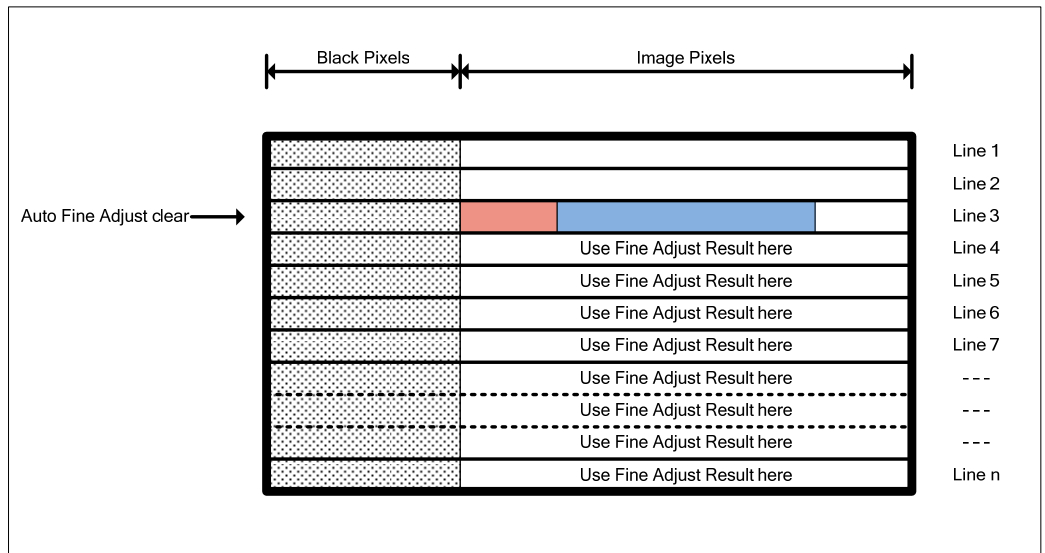 Black Pixels Image Pixels
Line 1
Line 2
Auto Fine Adjust clear Line 3
Use Fine Adjust Result here Line 4
Use Fine Adjust Result here Line 5
Use Fine Adjust Result here Line 6
Use Fine Adjust Result here Line 7
Use Fine Adjust Result here ---
Use Fine Adjust Result here ---
Use Fine Adjust Result here ---
Use Fine Adjust Result here Line n